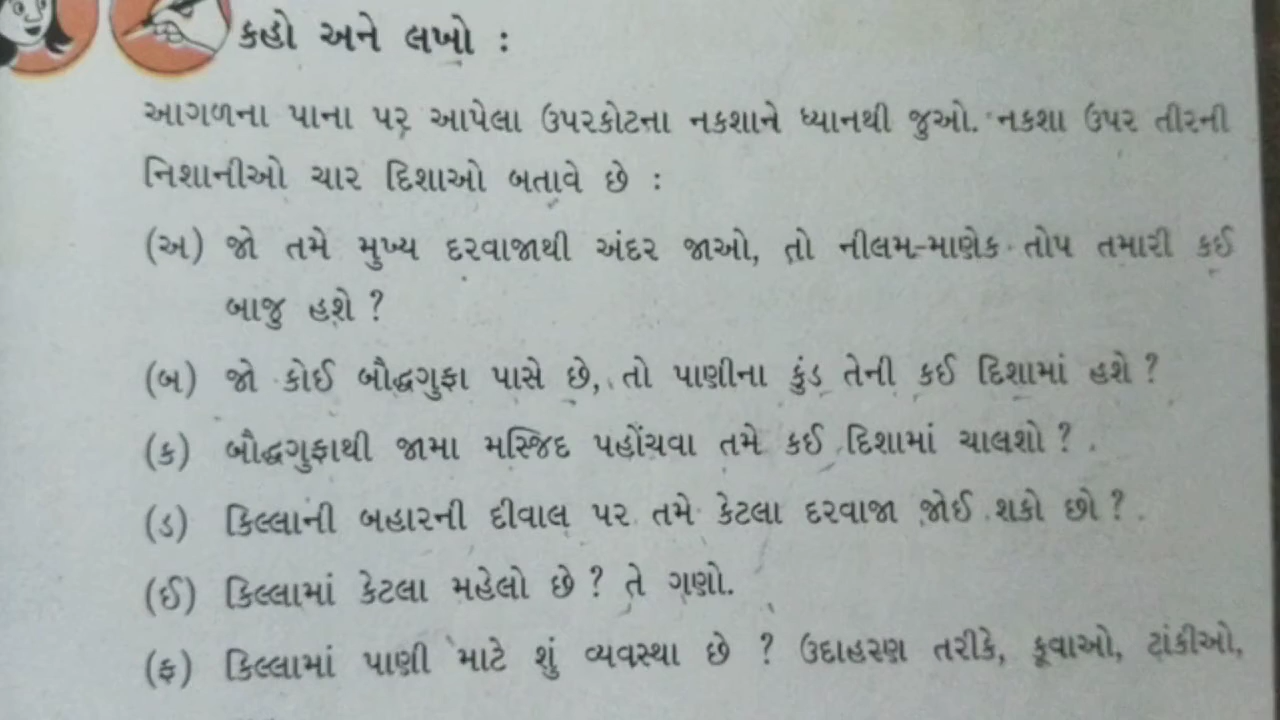 કહો અને લખો :
આગળના પાના પર આપેલા ઉપરકોટના નકશાને ધ્યાનથી જુઓ. નકશા ઉપર તીરની
નિશાનીઓ ચાર દિશાઓ બતાવે છે :
(અ) જો તમે મુખ્ય દરવાજાથી અંદર જાઓ, તો નીલમ-માણેક તોપ તમારી કઈ
બાજુ હશે ?
(બ) જો કોઈ બૌદ્ધગુફા પાસે છે, તો પાણીના કુંડ તેની કઈ દિશામાં હશે ?
(ક) બૌદ્ધગુફાથી જામા મસ્જિદ પહોંચવા તમે કઈ દિશામાં ચાલશો ?
(ડ) કિલ્લાની બહારની દીવાલ પર તમે કેટલા દરવાજા જોઈ શકો છો ?
(ઈ) કિલ્લામાં કેટલા મહેલો છે ? તે ગણો.
(ફ) કિલ્લામાં પાણી માટે શું વ્યવસ્થા છે ? ઉદાહરણ તરીકે, કૂવાઓ, ટાંકીઓ,